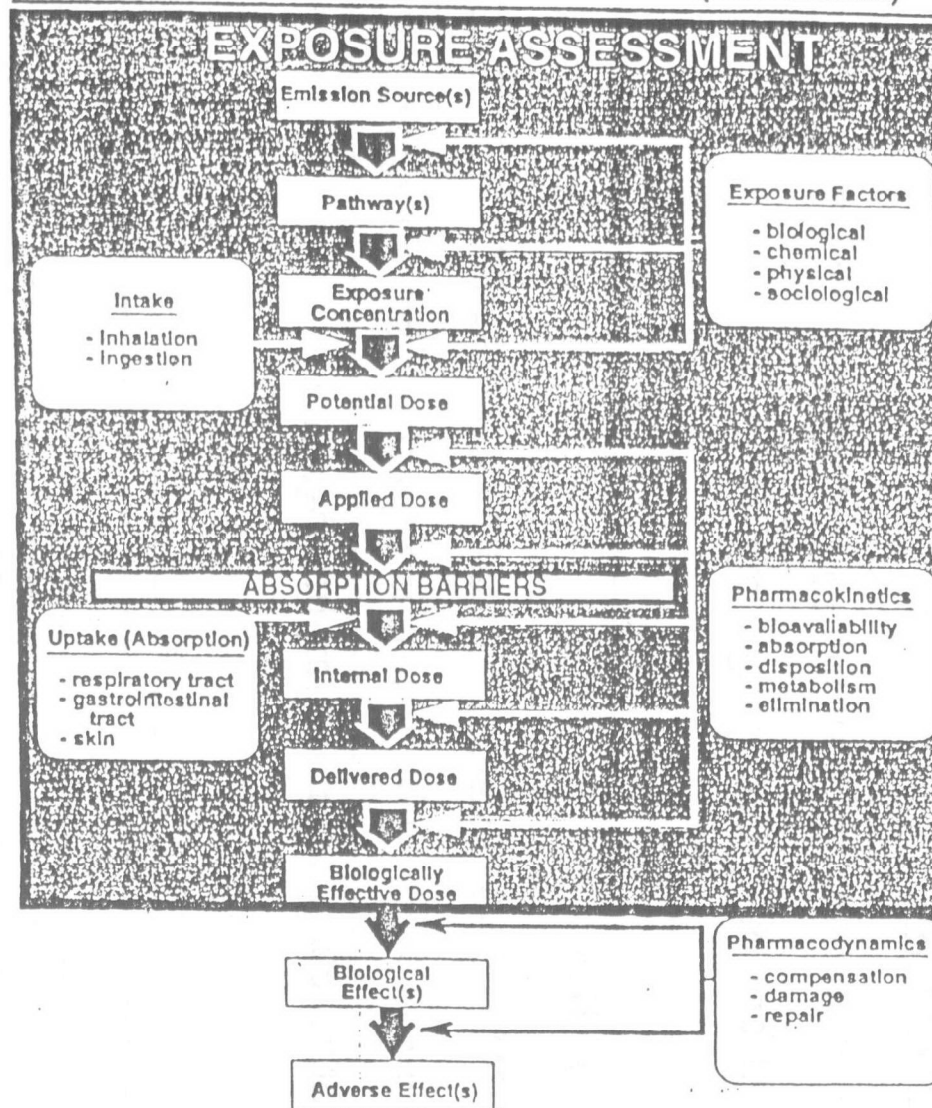 EXPOSURE ASSESSMENT
Emission Source(s)
Pathway(s)
Exposure Factors
- biological
- chemical
- physical
- sociological
Exposure
Concentration
Intake
- Inhalation
- Ingestion
Potential Dose
Applied Dose
ABSORPTION BARRIERS
Pharmacokinetics
- bioavaliability
- absorption
- disposition
- metabolism
- elimination
Uptake (Absorption)
- respiratory tract
- gastrointestinal
tract
- skin
Internal Dose
Delivered Dose
Biologically
Effective Dose
Pharmacodynamics
- compensation
- damage
- repair
Biological
Effect(s)
Adverse Effect(s)